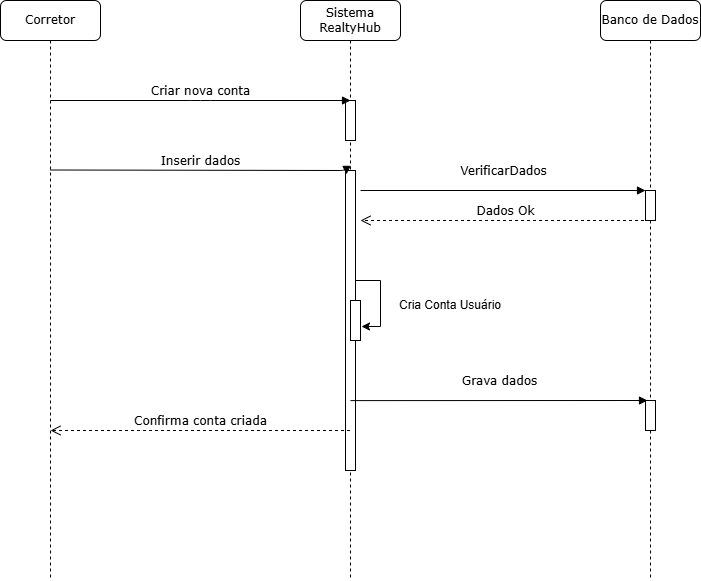 Corretor
Sistema
RealtyHub
Banco de Dados
Criar nova conta
Inserir dados
VerificarDados
Dados Ok
Cria Conta Usuário
Grava dados
Confirma conta criada